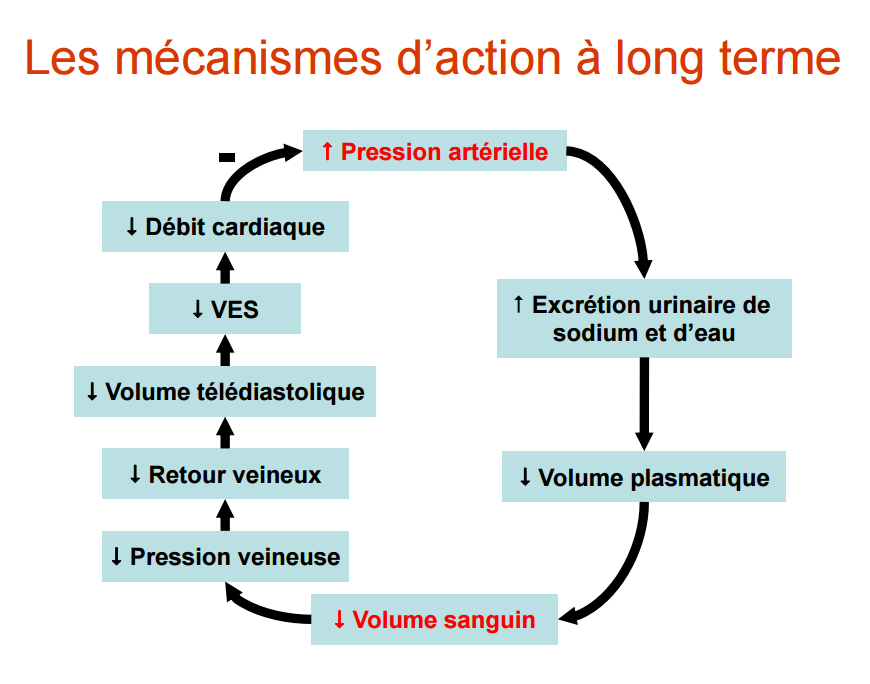 Les mécanismes d’action à long terme
-
↑ Pression artérielle
↓ Débit cardiaque
↓ VES
↓ Volume télédiastolique
↓ Retour veineux
↓ Pression veineuse
↑ Excrétion urinaire de
sodium et d’eau
↓ Volume plasmatique
↓ Volume sanguin